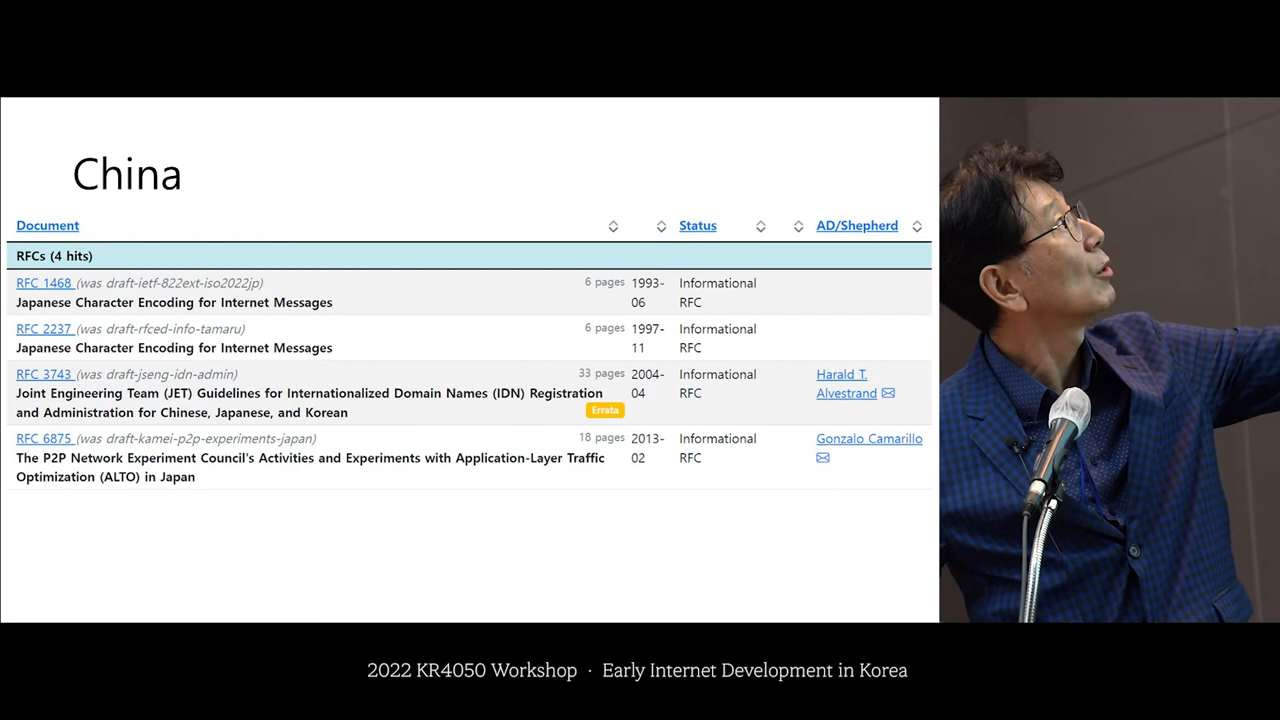 China
Document Status AD/Shepherd
RFCs (4 hits)
RFC 1468 (was draft-ietf-822ext-iso2022jp) 6 pages 1993- Informational
Japanese Character Encoding for Internet Messages 06 RFC
RFC 2237 (was draft-rfced-info-tamaru) 6 pages 1997- Informational
Japanese Character Encoding for Internet Messages 11 RFC
RFC 3743 (was draft-jseng-idn-admin) 33 pages 2004- Informational Harald T.
Joint Engineering Team (JET) Guidelines for Internationalized Domain Names (IDN) Registration 04 RFC Alvestrand
and Administration for Chinese, Japanese, and Korean Errata
RFC 6875 (was draft-kamei-p2p-experiments-japan) 18 pages 2013- Informational Gonzalo Camarillo
The P2P Network Experiment Council's Activities and Experiments with Application-Layer Traffic 02 RFC
Optimization (ALTO) in Japan
2022 KR4050 Workshop · Early Internet Development in Korea